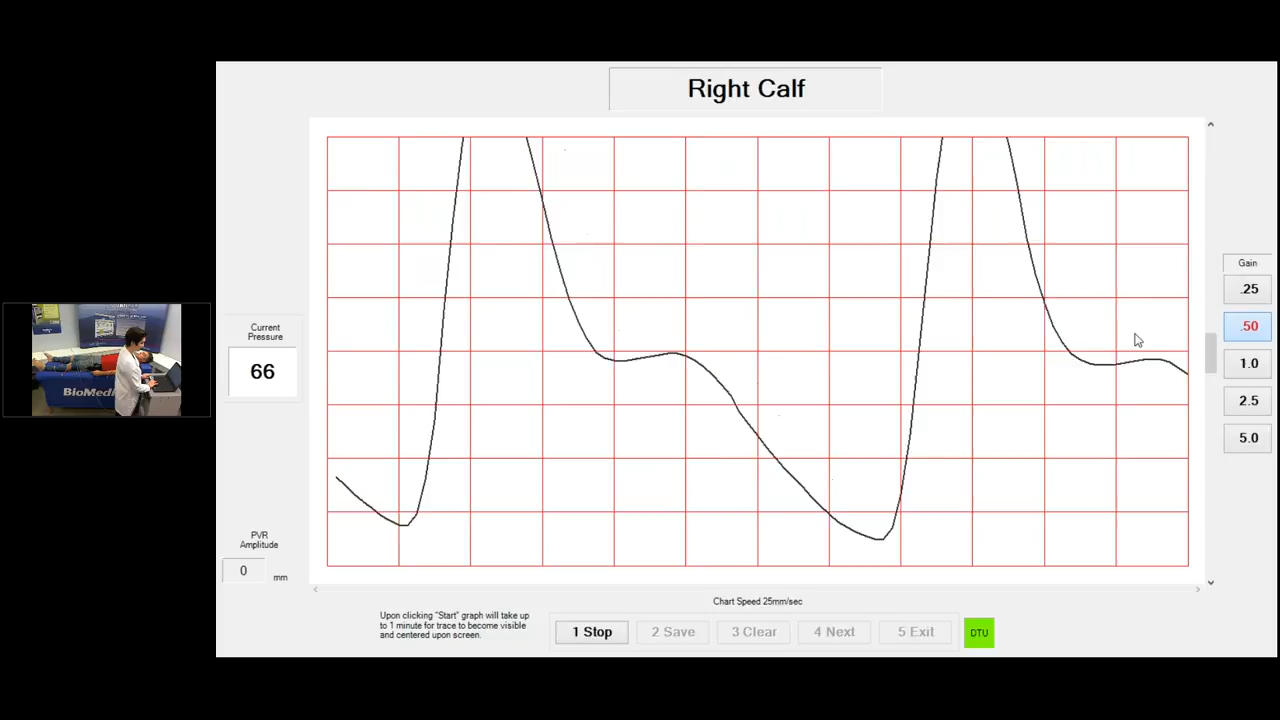 Right Calf
Gain
.25
.50
1.0
2.5
5.0
Current
Pressure
66
PVR
Amplitude
0
mm
Chart Speed 25mm/sec
Upon clicking "Start" graph will take up
to 1 minute for trace to become visible
and centered upon screen.
1 Stop
2 Save
3 Clear
4 Next
5 Exit
DTU